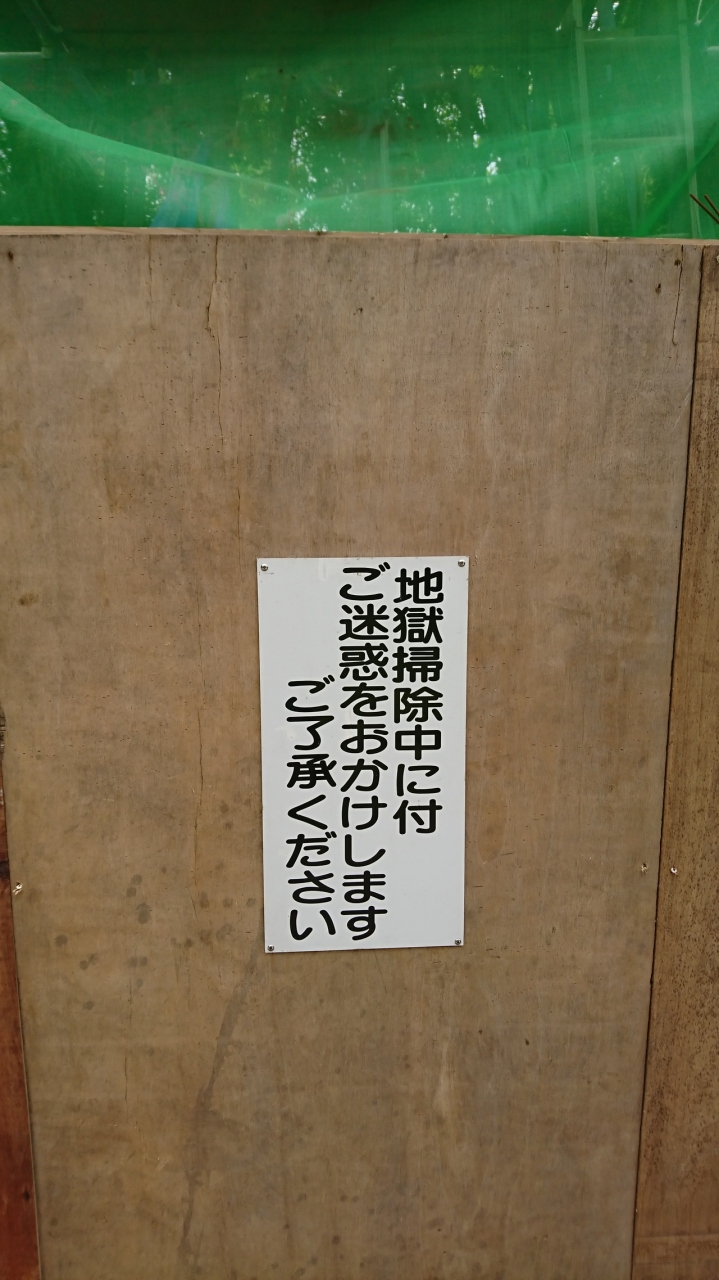 地獄掃除中に付
ご迷惑をおかけします
ご了承ください